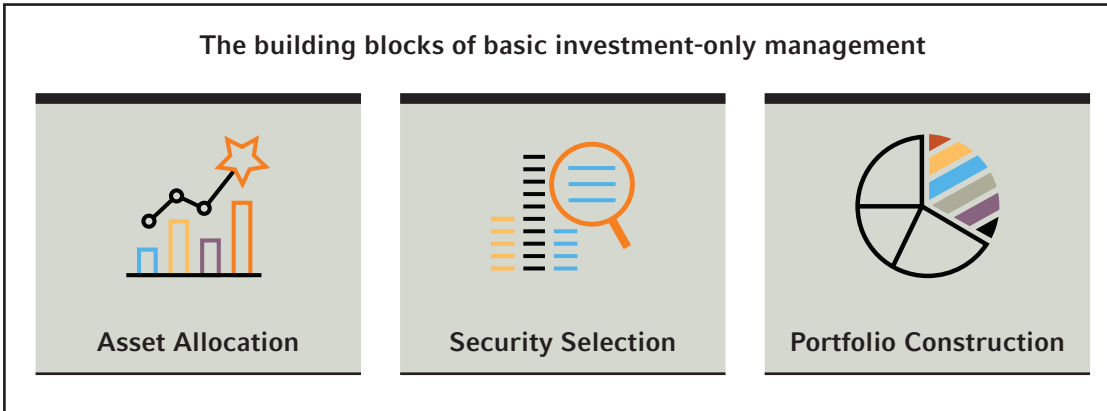 The building blocks of basic investment-only management
Asset Allocation
Security Selection
Portfolio Construction